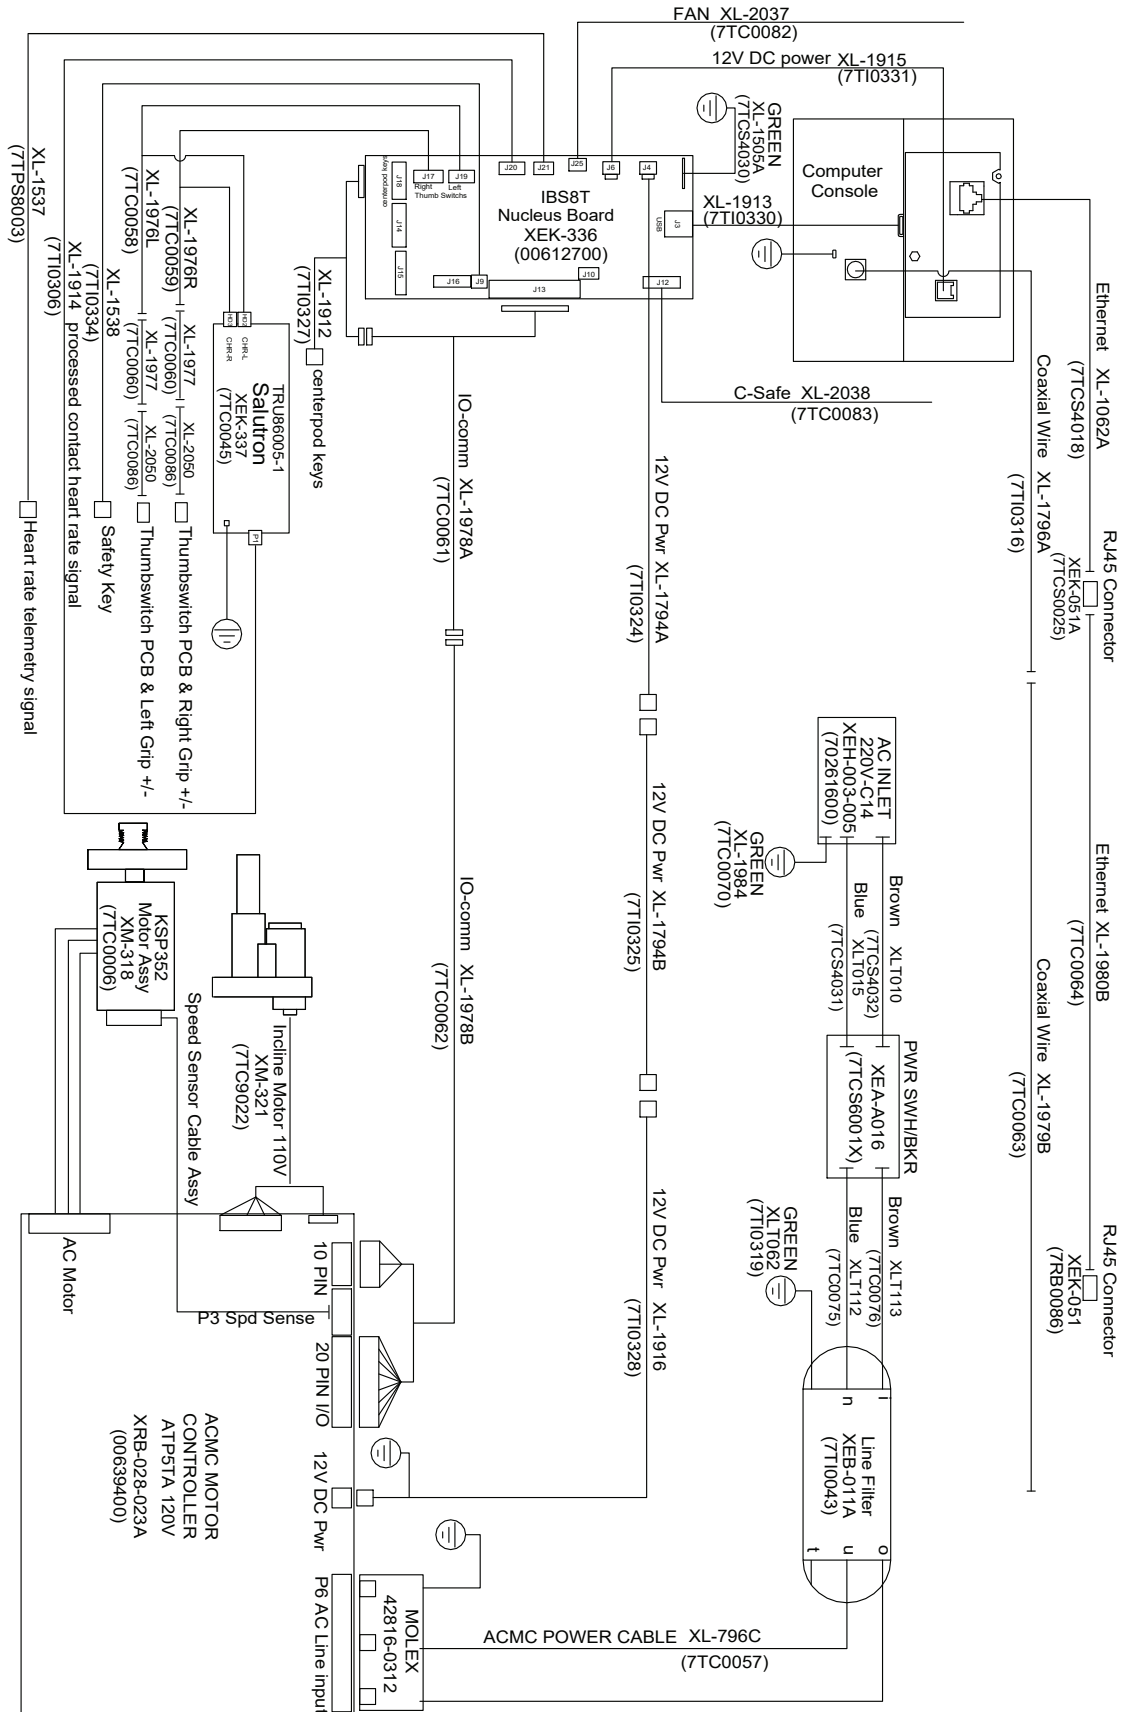 FAN XL-2037
(7TC0082)
12V DC power XL-1915
(7TI0331)
GREEN
XL-1505A
(7TCS4030)
Computer
Console
XL-1913
(7TI0330)
IBS8T
Nucleus Board
XEK-336
(00612700)
J18
J17
J19
J20
J21
J25
J6
J4
J3
USB
J14
J15
J16
J9
J10
J13
J12
Right
Left
Thumb Switchs
centerpod keys
C-Safe XL-2038
(7TC0083)
XL-1537
(7TPS8003)
XL-1914 processed contact heart rate signal
(7TI0306)
XL-1538
(7TI0334)
XL-1976L
(7TC0058)
XL-1976R
(7TC0059)
XL-1977
(7TC0060)
XL-1977
(7TC0060)
XL-2050
(7TC0086)
XL-2050
(7TC0086)
HD3
HD2
CHR-R
CHR-L
TRU86005-1
Salutron
XEK-337
(7TC0045)
P1
XL-1912
(7TI0327)
centerpod keys
Heart rate telemetry signal
Safety Key
Thumbswitch PCB & Left Grip +/-
Thumbswitch PCB & Right Grip +/-
IO-comm XL-1978A
(7TC0061)
IO-comm XL-1978B
(7TC0062)
12V DC Pwr XL-1794A
(7TI0324)
12V DC Pwr XL-1794B
(7TI0325)
12V DC Pwr XL-1916
(7TI0328)
Ethernet XL-1062A
(7TCS4018)
Coaxial Wire XL-1796A
(7TI0316)
RJ45 Connector
XEK-051A
(7TCS0025)
Ethernet XL-1980B
(7TC0064)
Coaxial Wire XL-1979B
(7TC0063)
RJ45 Connector
XEK-051
(7RB0086)
AC INLET
220V-C14
XEH-003-005
(70261600)
GREEN
XL-1984
(7TC0070)
Brown XLT010
(7TCS4032)
Blue XLT015
(7TCS4031)
PWR SWH/BKR
XEA-A016
(7TCS6001X)
Brown XLT113
(7TC0076)
Blue XLT112
(7TC0075)
GREEN
XLT062
(7TI0319)
l
n
Line Filter
XEB-011A
(7TI0043)
o
u
t
KSP352
Motor Assy
XM-318
(7TC0006)
Speed Sensor Cable Assy
Incline Motor 110V
XM-321
(7TC9022)
AC Motor
10 PIN
P3 Spd Sense
20 PIN I/O
12V DC Pwr
P6 AC Line input
ACMC MOTOR
CONTROLLER
ATP5TA 120V
XRB-028-023A
(00639400)
MOLEX
42816-0312
ACMC POWER CABLE XL-796C
(7TC0057)